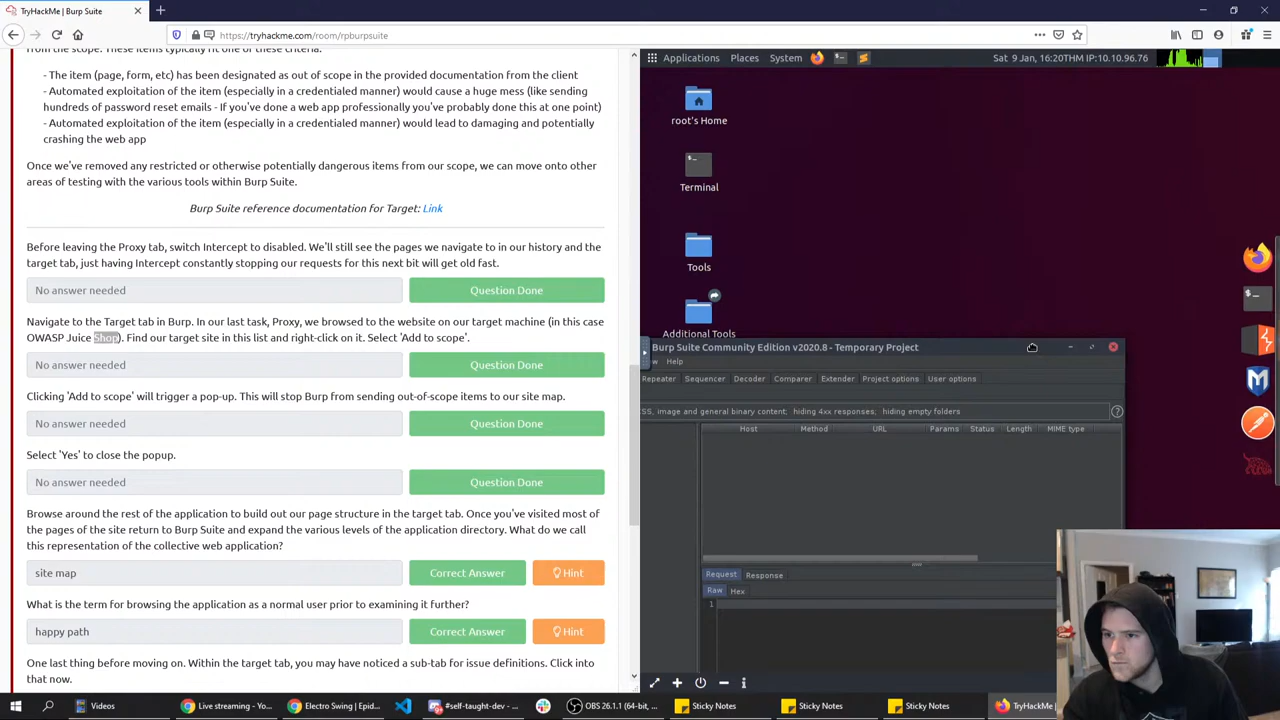 TryHackMe | Burp Suite
https://tryhackme.com/room/rpburpsuite
from the scope. These items typically fit one of these criteria:
- The item (page, form, etc) has been designated as out of scope in the provided documentation from the client
- Automated exploitation of the item (especially in a credentialed manner) would cause a huge mess (like sending
hundreds of password reset emails - If you've done a web app professionally you've probably done this at one point)
- Automated exploitation of the item (especially in a credentialed manner) would lead to damaging and potentially
crashing the web app
Once we've removed any restricted or otherwise potentially dangerous items from our scope, we can move onto other
areas of testing with the various tools within Burp Suite.
Burp Suite reference documentation for Target: Link
Before leaving the Proxy tab, switch Intercept to disabled. We'll still see the pages we navigate to in our history and the
target tab, just having Intercept constantly stopping our requests for this next bit will get old fast.
No answer needed
Question Done
Navigate to the Target tab in Burp. In our last task, Proxy, we browsed to the website on our target machine (in this case
OWASP Juice Shop). Find our target site in this list and right-click on it. Select 'Add to scope'.
No answer needed
Question Done
Clicking 'Add to scope' will trigger a pop-up. This will stop Burp from sending out-of-scope items to our site map.
No answer needed
Question Done
Select 'Yes' to close the popup.
No answer needed
Question Done
Browse around the rest of the application to build out our page structure in the target tab. Once you've visited most of
the pages of the site return to Burp Suite and expand the various levels of the application directory. What do we call
this representation of the collective web application?
site map
Correct Answer
Hint
What is the term for browsing the application as a normal user prior to examining it further?
happy path
Correct Answer
Hint
One last thing before moving on. Within the target tab, you may have noticed a sub-tab for issue definitions. Click into
that now.
Applications Places System
Sat 9 Jan, 16:20 THM IP:10.10.96.76
root's Home
Terminal
Tools
Additional Tools
Burp Suite Community Edition v2020.8 - Temporary Project
w Help
Repeater Sequencer Decoder Comparer Extender Project options User options
SS, image and general binary content; hiding 4xx responses; hiding empty folders
Host Method URL Params Status Length MIME type
Request Response
Raw Hex
1
Videos
Live streaming - Yo...
Electro Swing | Epid...
#self-taught-dev - ...
OBS 26.1.1 (64-bit, ...
Sticky Notes
Sticky Notes
Sticky Notes
TryHackMe | Bu